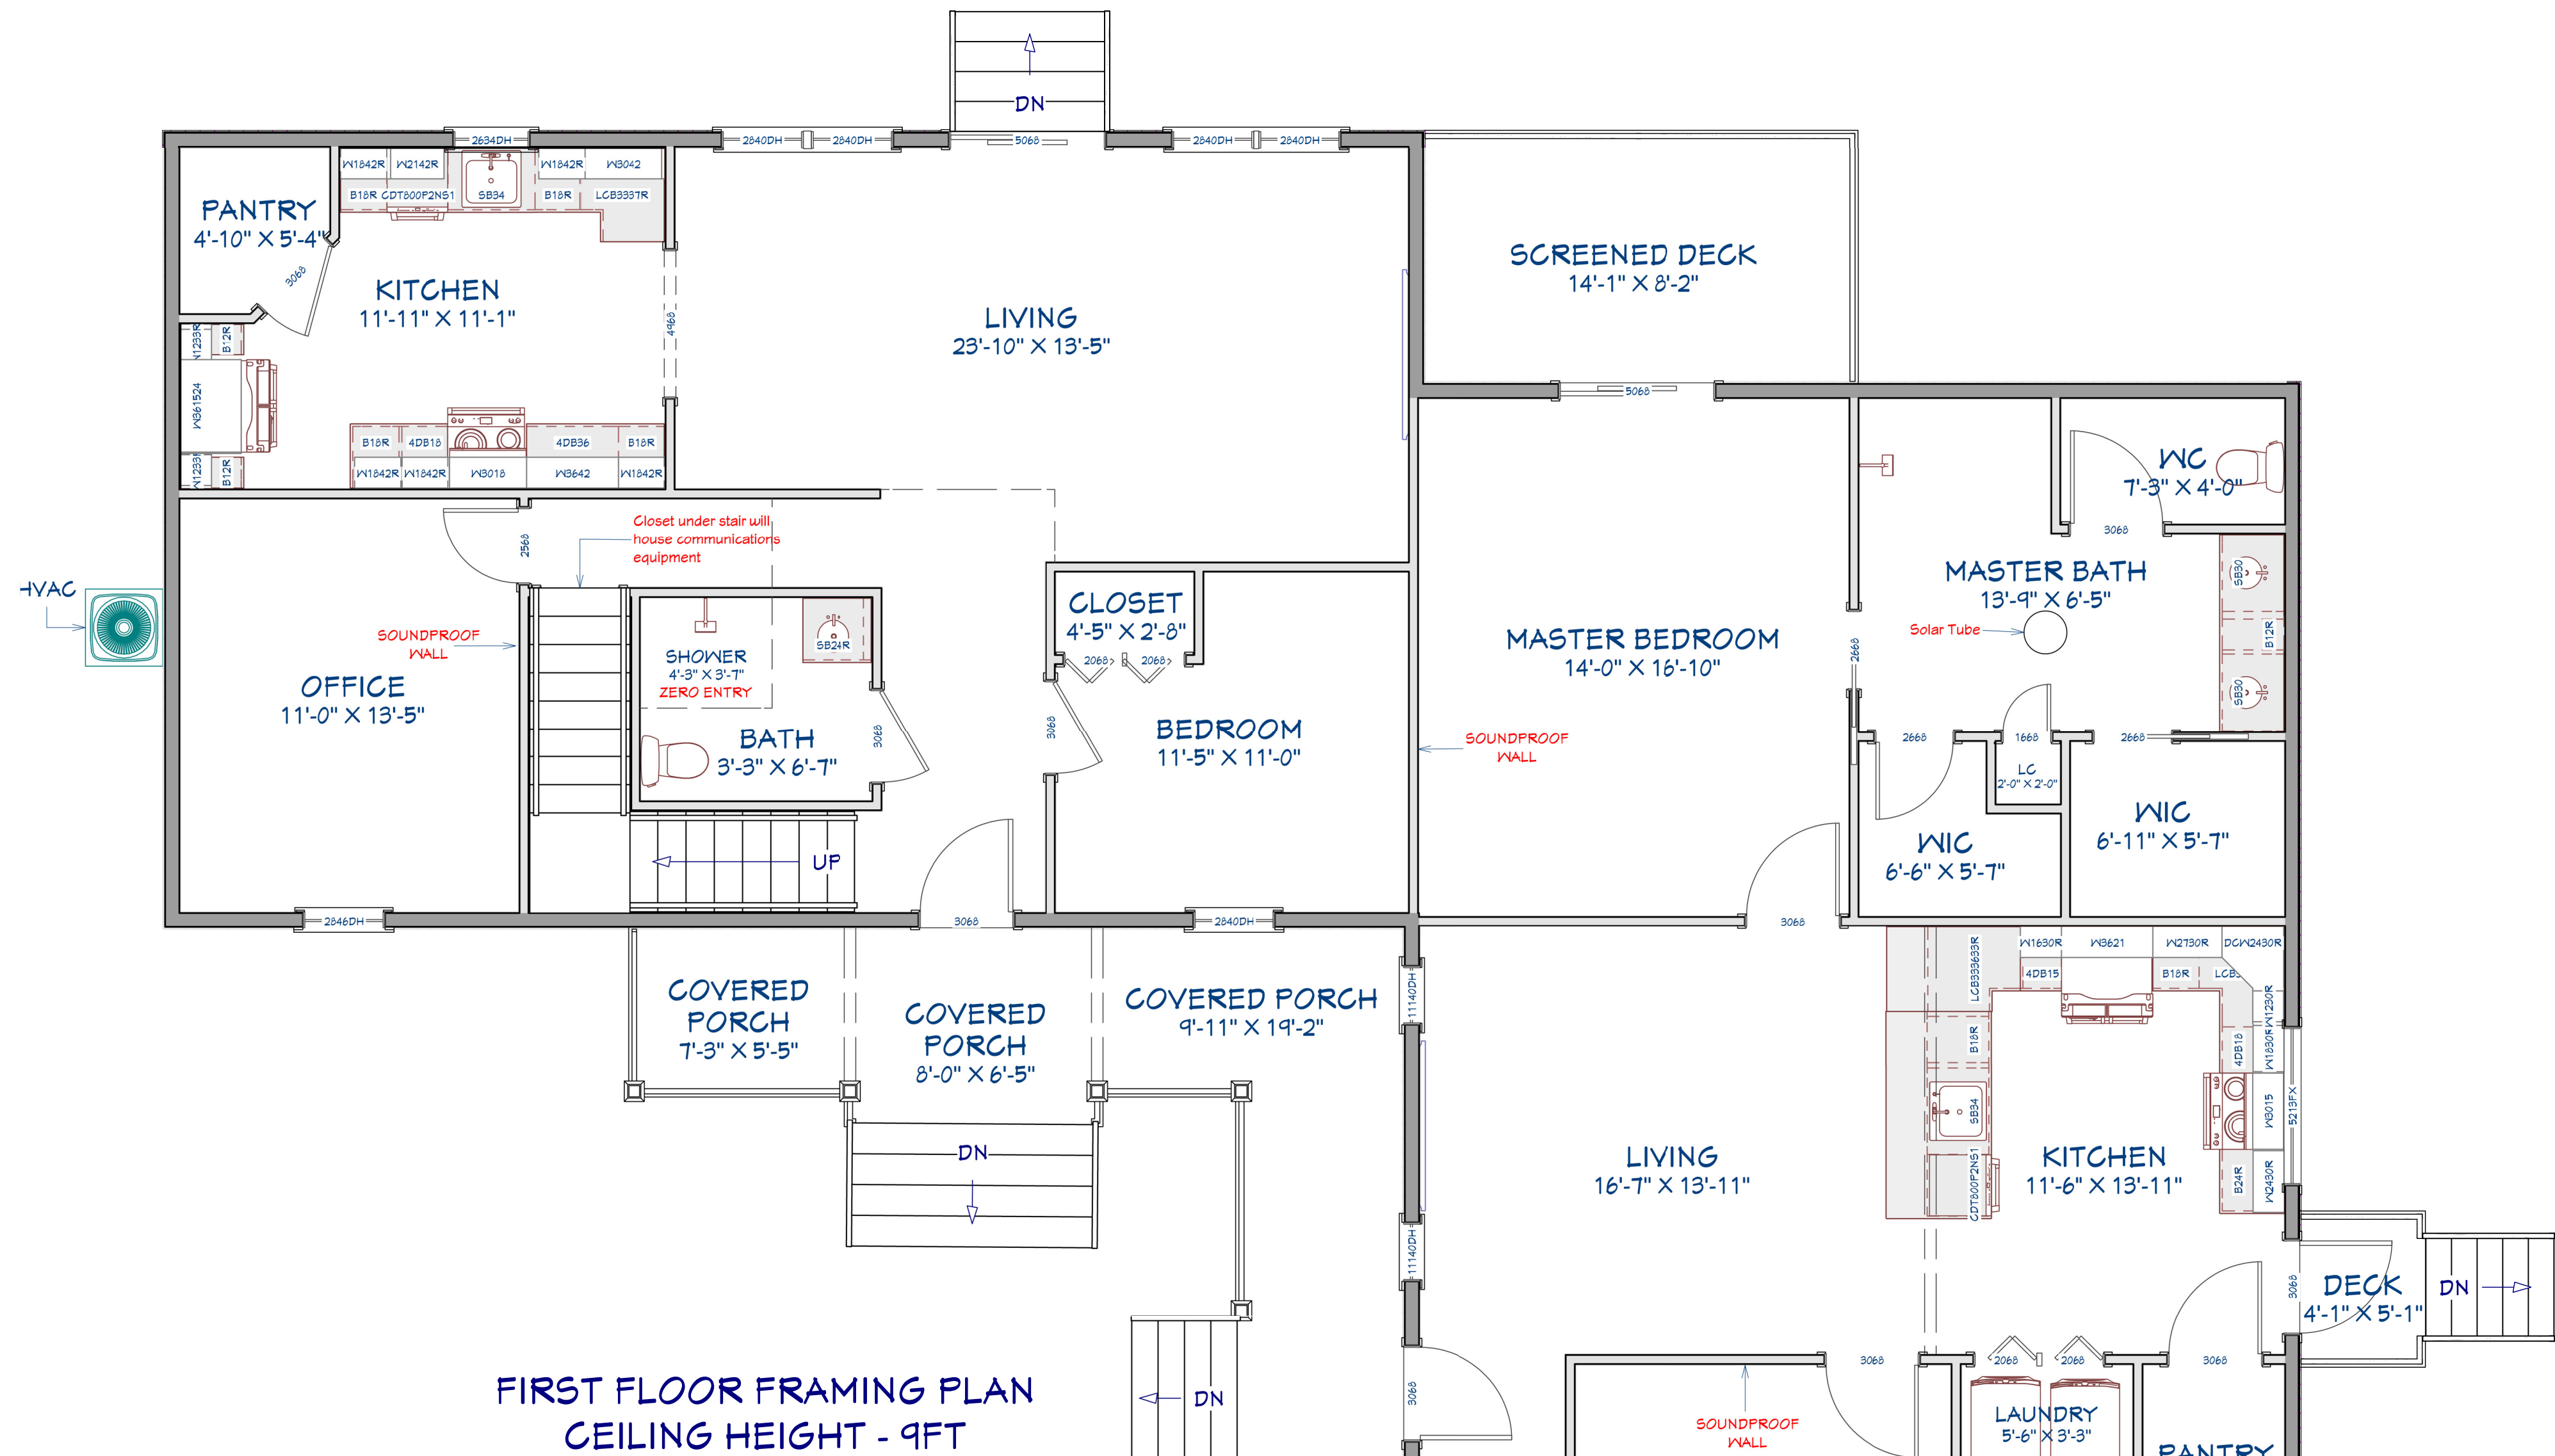 DN
2634DH
2840DH
2840DH
5068
2840DH
2840DH
W1842R
W2142R
W1842R
W3042
B18R
CDT800P2NS1
SB34
B18R
LCB3337R
PANTRY
4'-10" X 5'-4"
3068
KITCHEN
11'-11" X 11'-1"
4968
LIVING
23'-10" X 13'-5"
SCREENED DECK
14'-1" X 8'-2"
5068
B12R
W361524
B12R
B18R
4DB18
4DB36
B18R
W1842R
W1842R
W3018
W3642
W1842R
WC
7'-3" X 4'-0"
3068
2568
Closet under stair will
house communications
equipment
HVAC
SOUNDPROOF
WALL
OFFICE
11'-0" X 13'-5"
SHOWER
4'-3" X 3'-7"
ZERO ENTRY
SB24R
BATH
3'-3" X 6'-7"
3068
3068
CLOSET
4'-5" X 2'-8"
2068
2068
BEDROOM
11'-5" X 11'-0"
MASTER BEDROOM
14'-0" X 16'-10"
SOUNDPROOF
WALL
2668
MASTER BATH
13'-9" X 6'-5"
Solar Tube
SB30
B12R
SB30
2668
1668
2668
LC
2'-0" X 2'-0"
WIC
6'-6" X 5'-7"
WIC
6'-11" X 5'-7"
UP
2846DH
3068
2840DH
3068
COVERED
PORCH
7'-3" X 5'-5"
COVERED
PORCH
8'-0" X 6'-5"
COVERED PORCH
9'-11" X 19'-2"
11140DH
LCB333633R
W1630R
W3621
W2730R
DCW2430R
4DB15
B18R
W1230R
B18R
4DB18
W1830R
SB34
W3015
5213FX
CDT800P2NS1
B24R
W2430R
DN
LIVING
16'-7" X 13'-11"
KITCHEN
11'-6" X 13'-11"
11140DH
3068
DECK
4'-1" X 5'-1"
DN
3068
2068
2068
3068
3068
DN
SOUNDPROOF
WALL
LAUNDRY
5'-6" X 3'-3"
PANTRY
FIRST FLOOR FRAMING PLAN
CEILING HEIGHT - 9FT